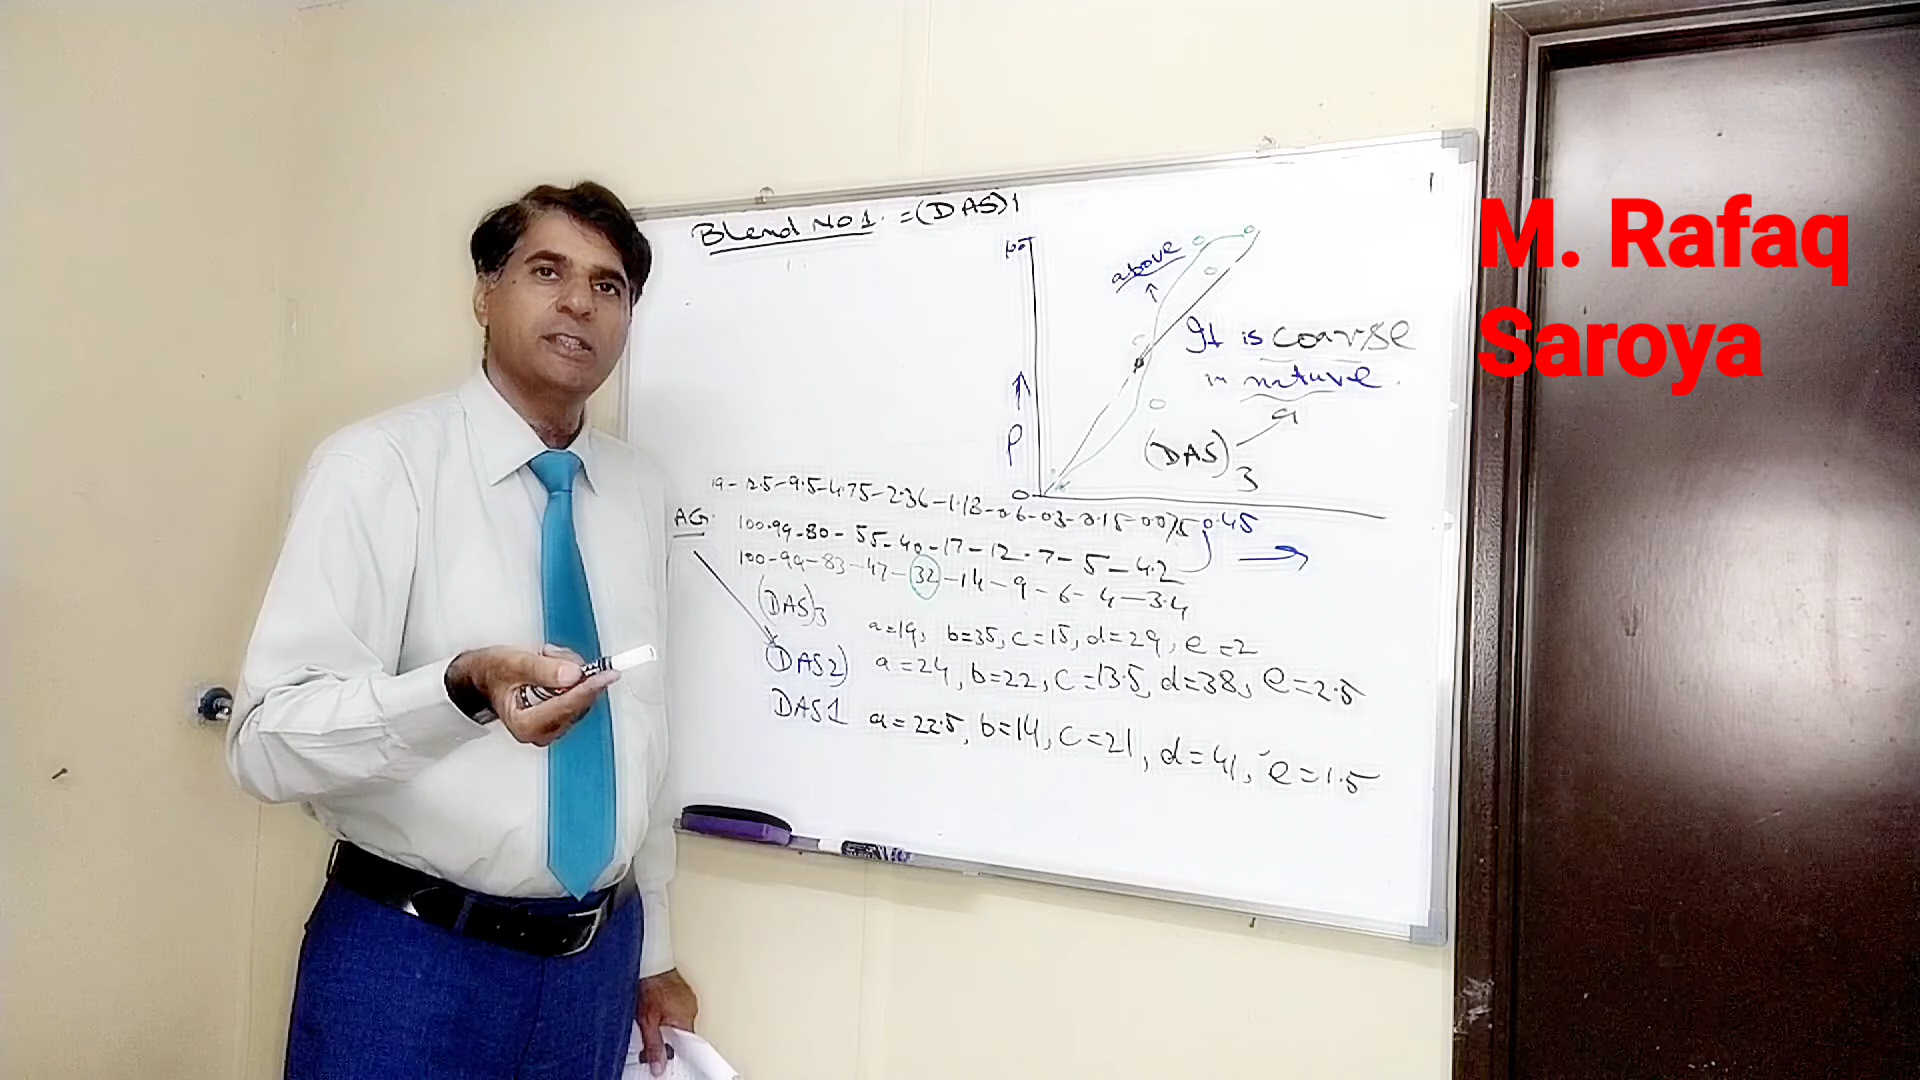 Blend NO 1. = (DAS)1
M. Rafaq
Saroya
above
It is coarse
in nature.
a
P
(DAS)3
0
19-12.5-9.5-4.75-2.36-1.18-0.6-0.3-0.15-0.075
0.45
AG
100-99-80-55-40-17-12-7-5-4.2
100-99-83-47-32-14-9-6-4-3.4
(DAS)3
a=19, b=35, c=15, d=29, e=2
(DAS2) a=24, b=22, c=13.5, d=38, e=2.5
DAS1 a=22.5, b=14, c=21, d=41, e=1.5